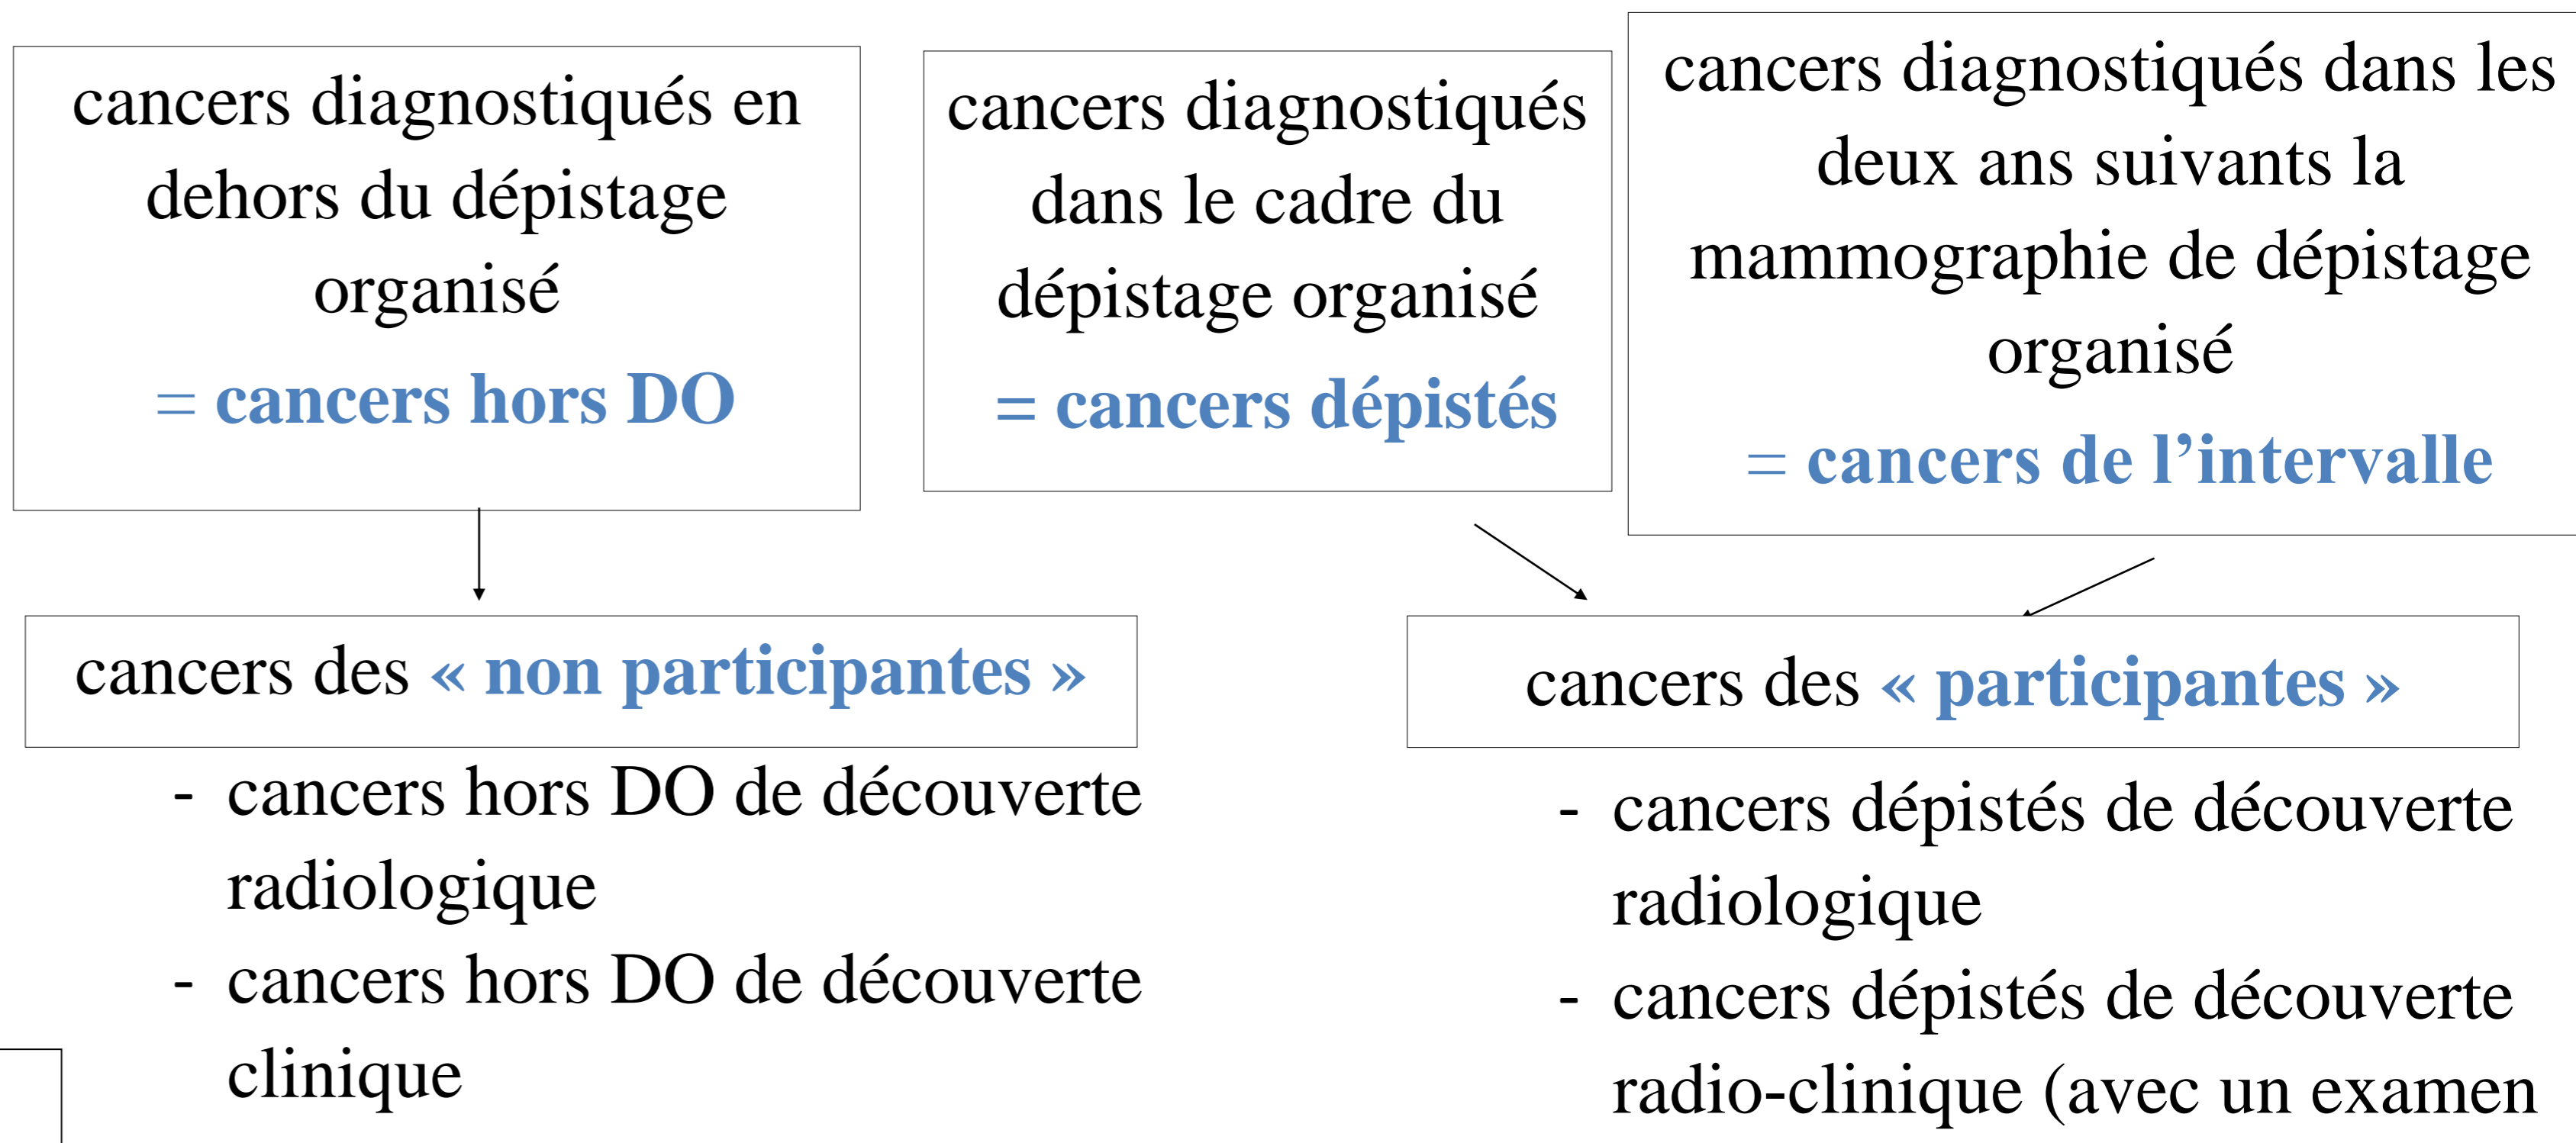 cancers diagnostiqués en
dehors du dépistage
organisé
= cancers hors DO
cancers diagnostiqués
dans le cadre du
dépistage organisé
= cancers dépistés
cancers diagnostiqués dans les
deux ans suivants la
mammographie de dépistage
organisé
= cancers de l’intervalle
cancers des « non participantes »
- cancers hors DO de découverte
radiologique
- cancers hors DO de découverte
clinique
cancers des « participantes »
- cancers dépistés de découverte
radiologique
- cancers dépistés de découverte
radio-clinique (avec un examen